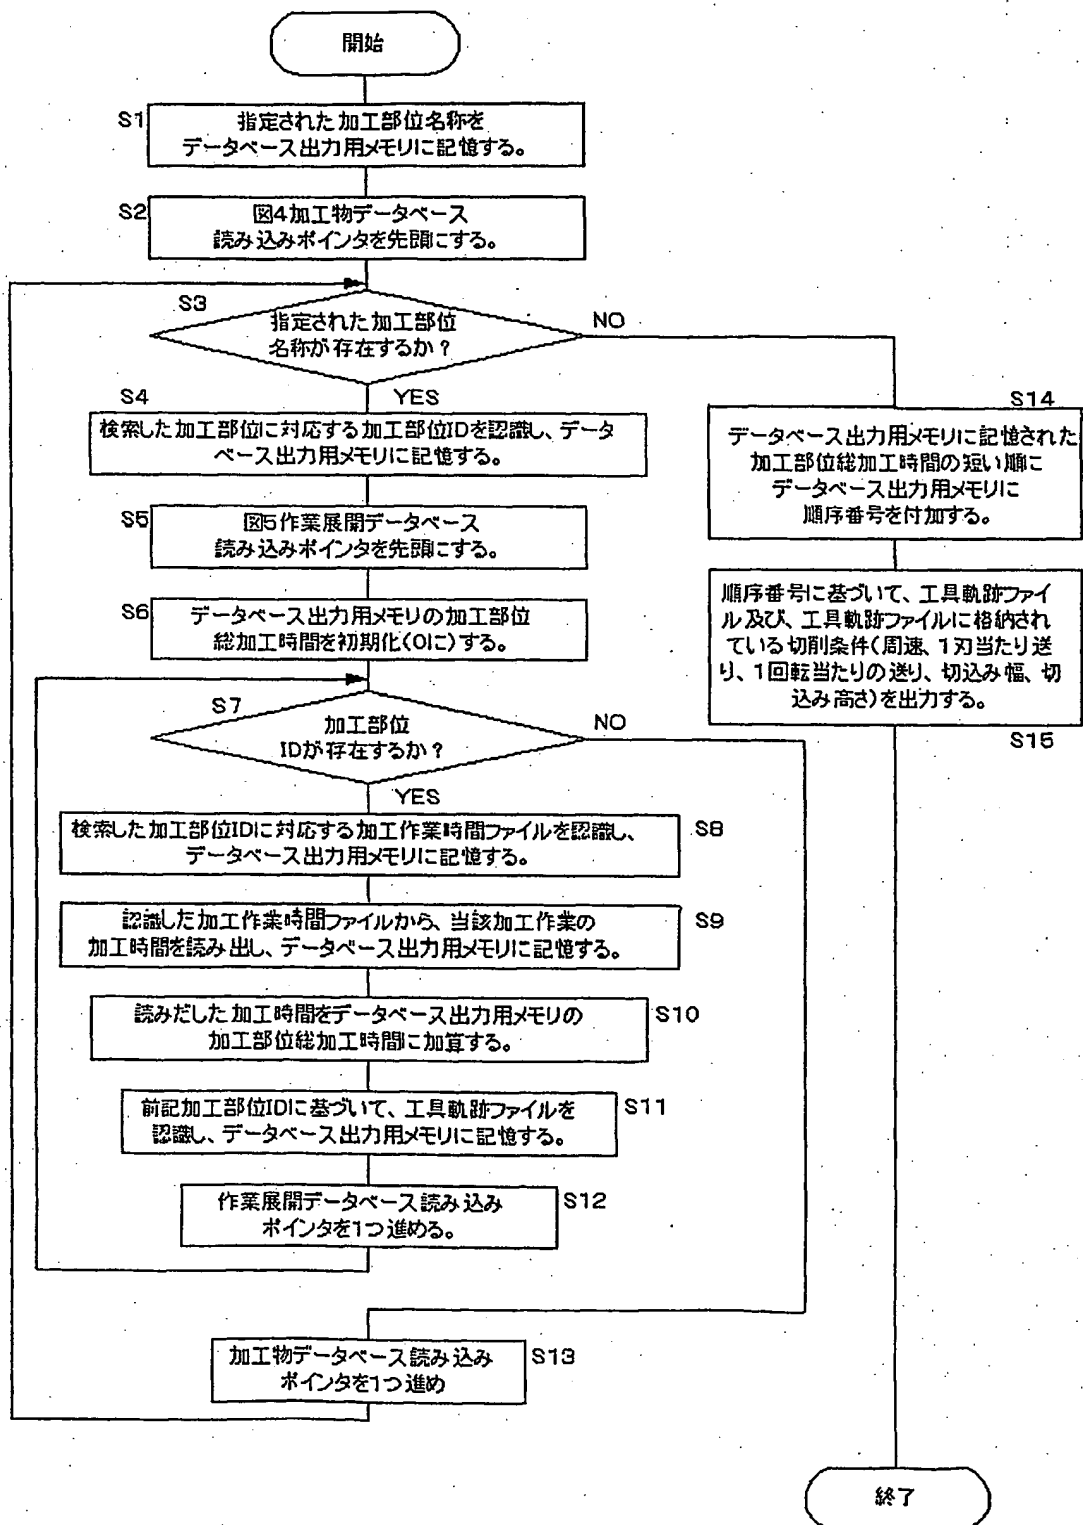 開始
S1
指定された加工部位名称を
データベース出力用メモリに記憶する。
S2
図4加工物データベース
読み込みポインタを先頭にする。
S3
指定された加工部位
名称が存在するか？
NO
YES
S4
検索した加工部位に対応する加工部位IDを認識し、データ
ベース出力用メモリに記憶する。
S5
図5作業展開データベース
読み込みポインタを先頭にする。
S6
データベース出力用メモリの加工部位
総加工時間を初期化(0に)する。
S7
加工部位
IDが存在するか？
NO
YES
検索した加工部位IDに対応する加工作業時間ファイルを認識し、
データベース出力用メモリに記憶する。
S8
認識した加工作業時間ファイルから、当該加工作業の
加工時間を読み出し、データベース出力用メモリに記憶する。
S9
読みだした加工時間をデータベース出力用メモリの
加工部位総加工時間に加算する。
S10
前記加工部位IDに基づいて、工具軌跡ファイルを
認識し、データベース出力用メモリに記憶する。
S11
作業展開データベース読み込み
ポインタを1つ進める。
S12
加工物データベース読み込み
ポインタを1つ進め
S13
S14
データベース出力用メモリに記憶された
加工部位総加工時間の短い順に
データベース出力用メモリに
順序番号を付加する。
順序番号に基づいて、工具軌跡ファイ
ル及び、工具軌跡ファイルに格納され
ている切削条件(周速、1刃当たり送
り、1回転当たりの送り、切込み幅、切
込み高さ)を出力する。
S15
終了